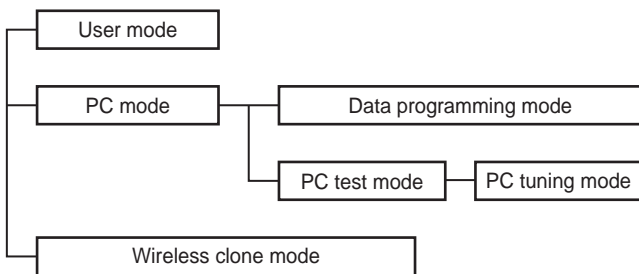 User mode
PC mode
Data programming mode
PC test mode
PC tuning mode
Wireless clone mode